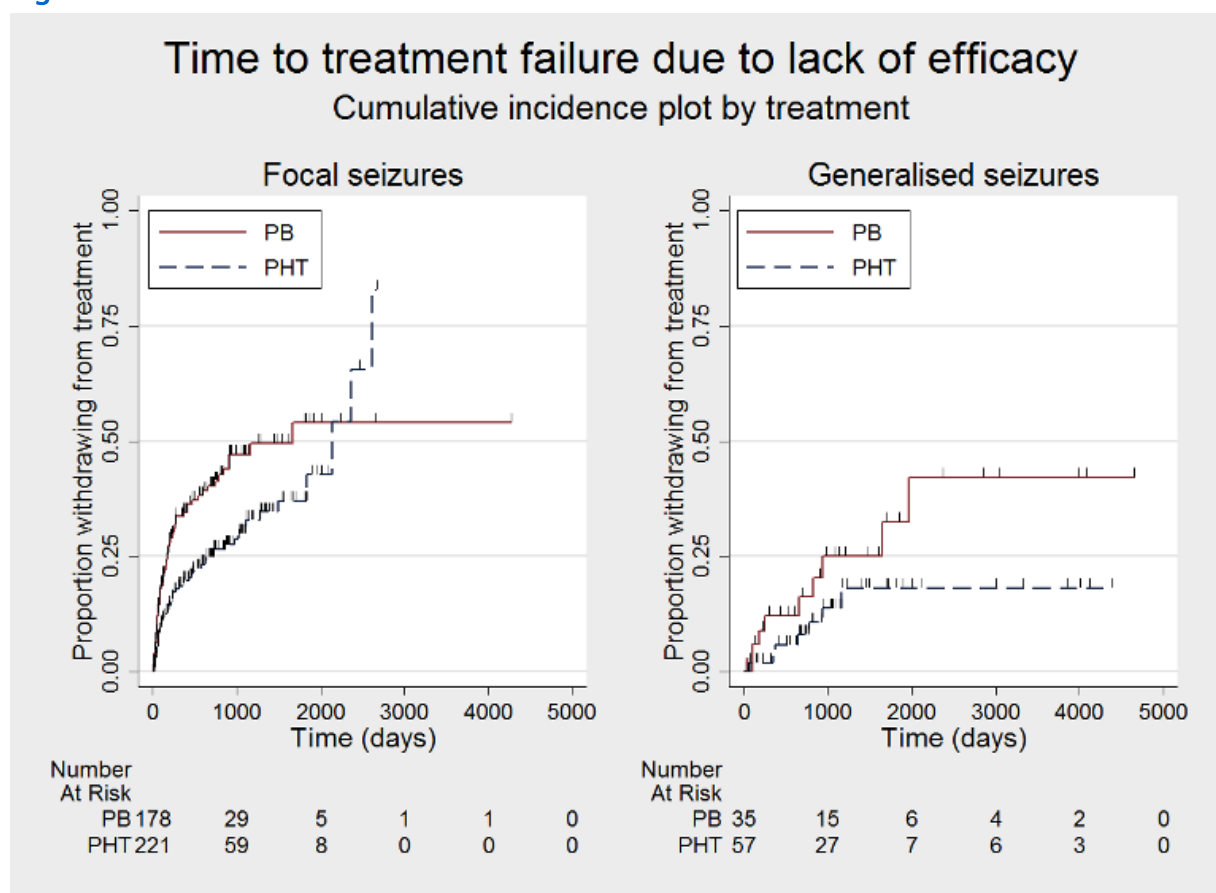 Time to treatment failure due to lack of efficacy
Cumulative incidence plot by treatment
Focal seizures
PB
PHT
Proportion withdrawing from treatment
1.00
0.75
0.50
0.25
0.00
0 1000 2000 3000 4000 5000
Time (days)
Number
At Risk
PB 178 29 5 1 1 0
PHT 221 59 8 0 0 0
Generalised seizures
PB
PHT
Proportion withdrawing from treatment
1.00
0.75
0.50
0.25
0.00
0 1000 2000 3000 4000 5000
Time (days)
Number
At Risk
PB 35 15 6 4 2 0
PHT 57 27 7 6 3 0